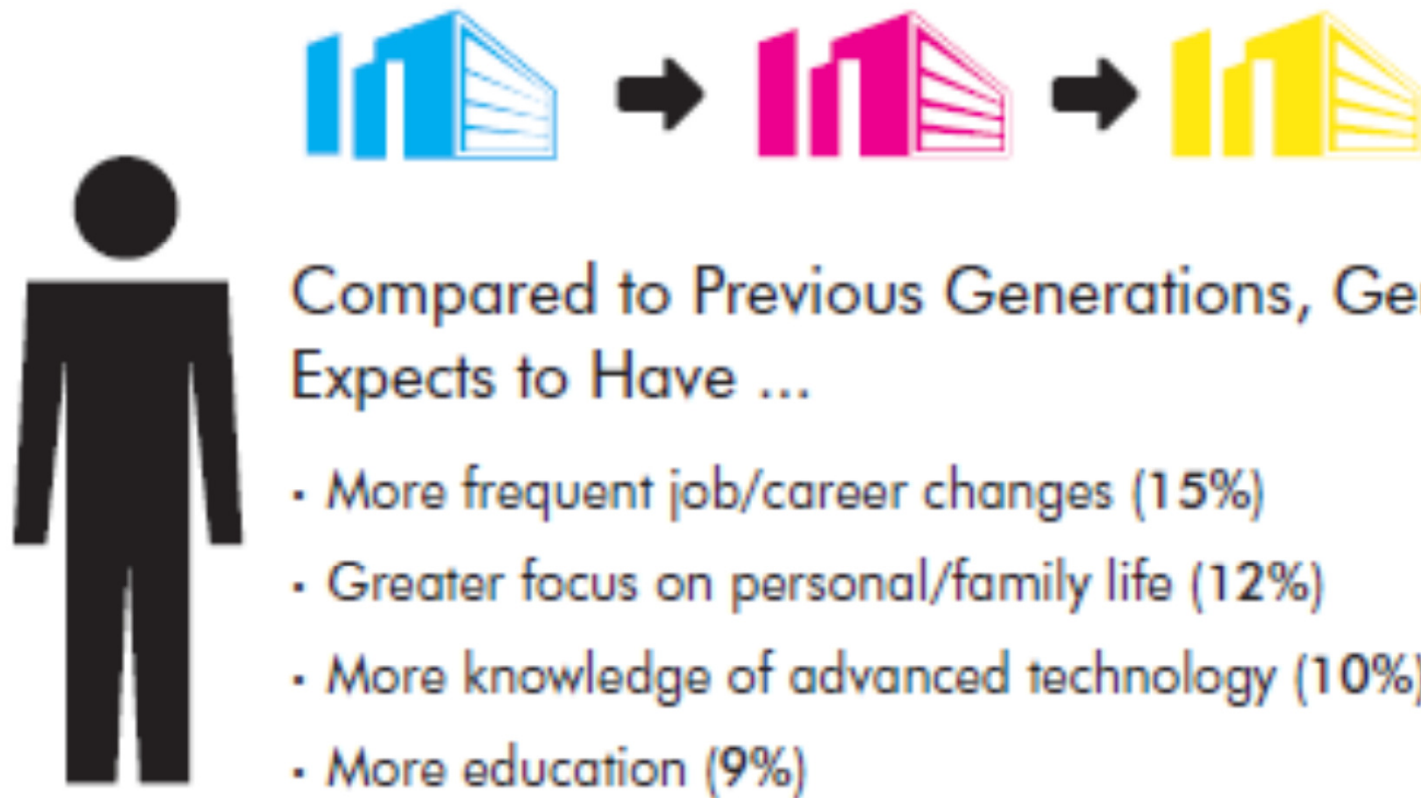 Compared to Previous Generations, Ge
Expects to Have ...
· More frequent job/career changes (15%)
· Greater focus on personal/family life (12%)
· More knowledge of advanced technology (10%)
· More education (9%)